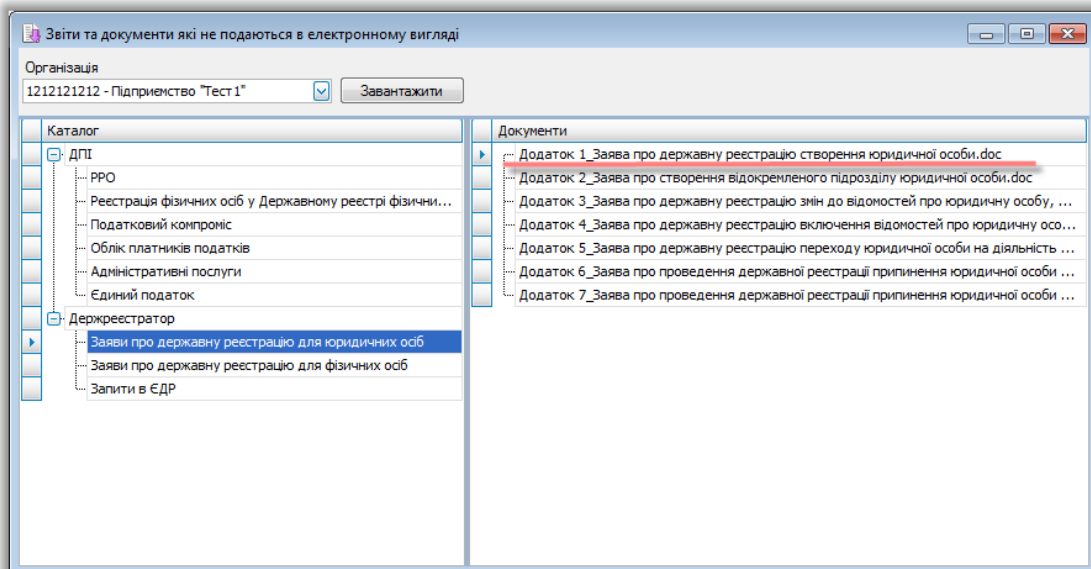 Звіти та документи які не подаються в електронному вигляді
Організація
1212121212 - Підприємство "Тест1"
Завантажити
Каталог
ДПІ
РРО
Реєстрація фізичних осіб у Державному реєстрі фізични...
Податковий компроміс
Облік платників податків
Адміністративні послуги
Єдиний податок
Держреєстратор
Заяви про державну реєстрацію для юридичних осіб
Заяви про державну реєстрацію для фізичних осіб
Запити в ЄДР
Документи
Додаток 1_Заява про державну реєстрацію створення юридичної особи.doc
Додаток 2_Заява про створення відокремленого підрозділу юридичної особи.doc
Додаток 3_Заява про державну реєстрацію змін до відомостей про юридичну особу, ...
Додаток 4_Заява про державну реєстрацію включення відомостей про юридичну осо...
Додаток 5_Заява про державну реєстрацію переходу юридичної особи на діяльність ...
Додаток 6_Заява про проведення державної реєстрації припинення юридичної особи ...
Додаток 7_Заява про проведення державної реєстрації припинення юридичної особи ...